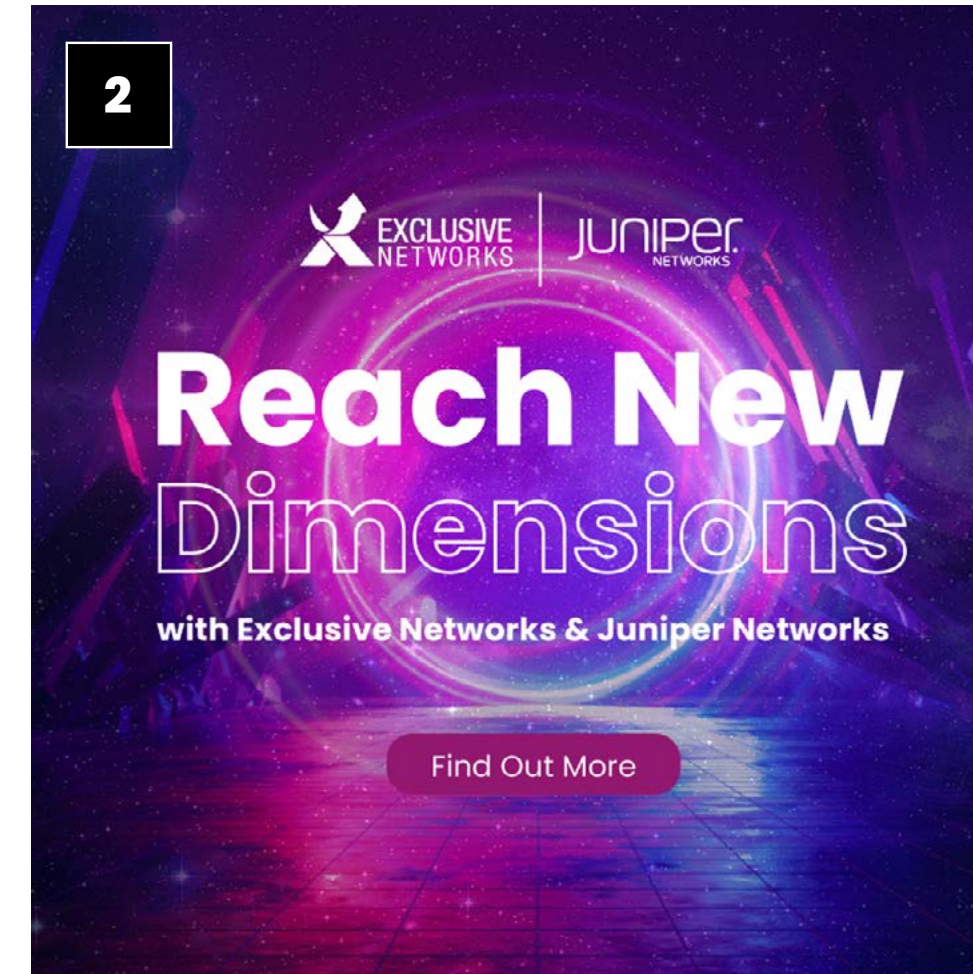 2
EXCLUSIVE
NETWORKS
JUNIPER
NETWORKS
Reach New
Dimensions
with Exclusive Networks & Juniper Networks
Find Out More